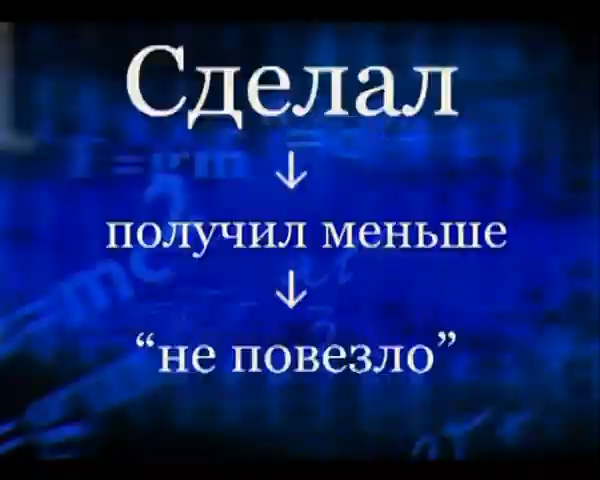 Сделал
↓
получил меньше
↓
“не повезло”